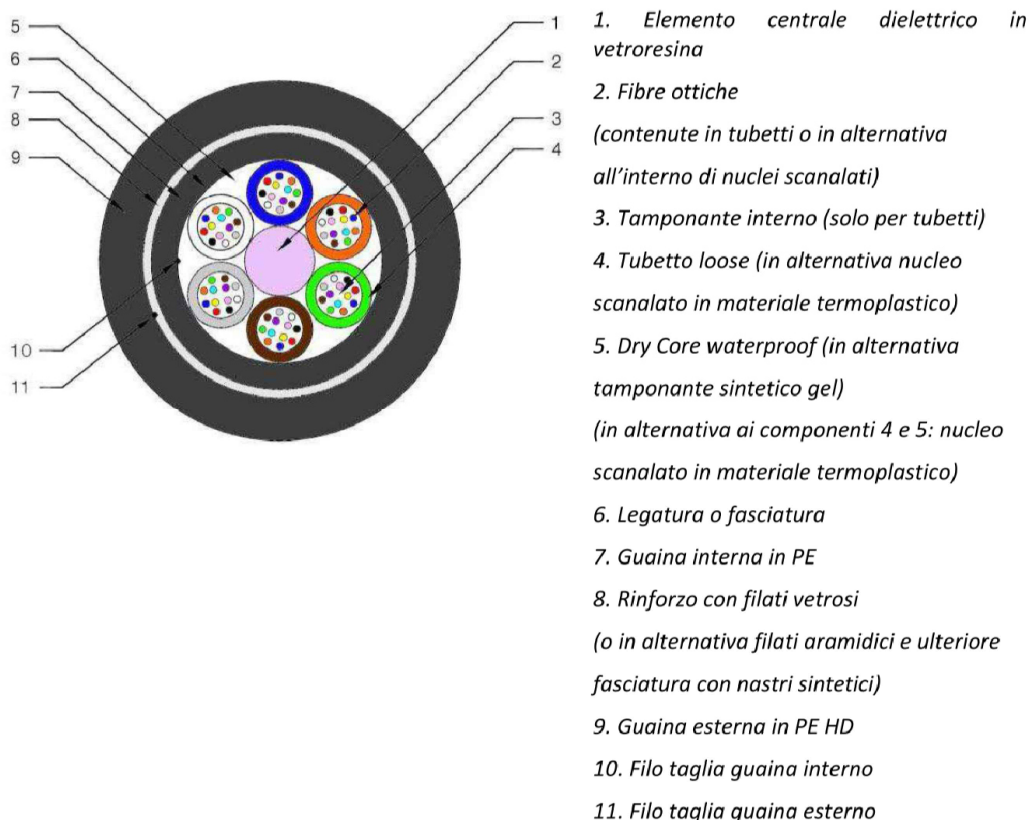 5
6
7
8
9
10
11
1
2
3
4
1. Elemento centrale dielettrico in
vetroresina
2. Fibre ottiche
(contenute in tubetti o in alternativa
all'interno di nuclei scanalati)
3. Tamponante interno (solo per tubetti)
4. Tubetto loose (in alternativa nucleo
scanalato in materiale termoplastico)
5. Dry Core waterproof (in alternativa
tamponante sintetico gel)
(in alternativa ai componenti 4 e 5: nucleo
scanalato in materiale termoplastico)
6. Legatura o fasciatura
7. Guaina interna in PE
8. Rinforzo con filati vetrosi
(o in alternativa filati aramidici e ulteriore
fasciatura con nastri sintetici)
9. Guaina esterna in PE HD
10. Filo taglia guaina interno
11. Filo taglia guaina esterno